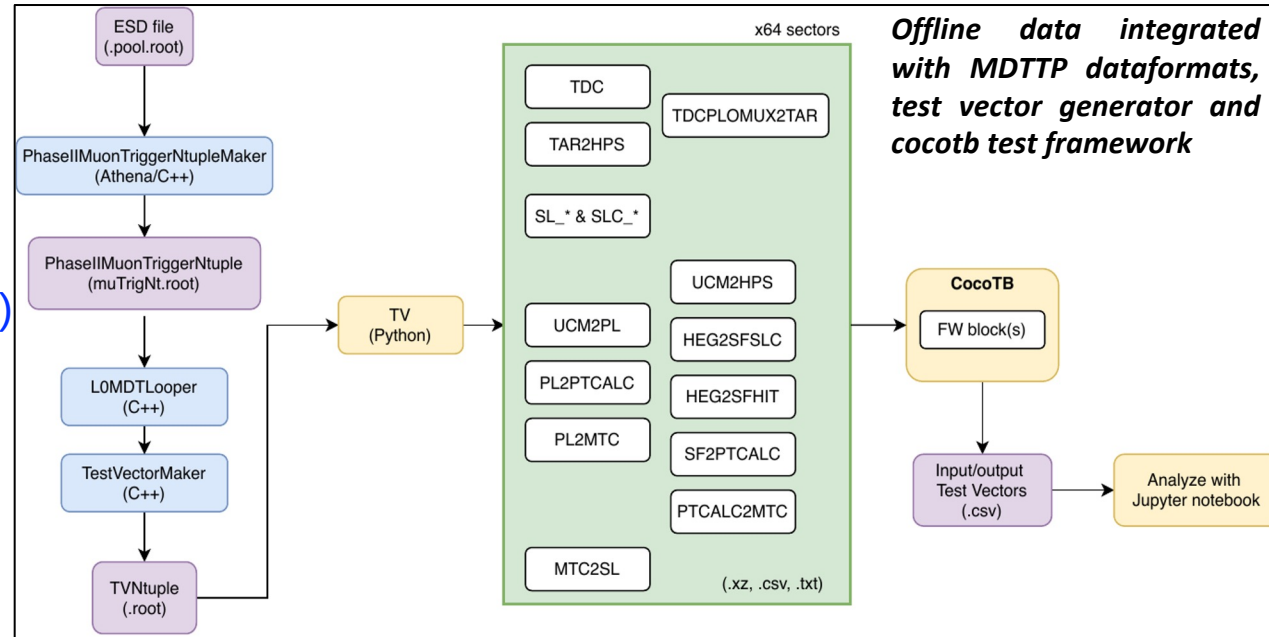 ESD file
(.pool.root)
PhaseIIMuonTriggerNtupleMaker
(Athena/C++)
PhaseIIMuonTriggerNtuple
(muTrigNt.root)
)
L0MDTLooper
(C++)
TestVectorMaker
(C++)
TVNtuple
(.root)
TV
(Python)
x64 sectors
TDC
TDCPLOMUX2TAR
TAR2HPS
SL_* & SLC_*
UCM2HPS
UCM2PL
HEG2SFSLC
PL2PTCALC
HEG2SFHIT
PL2MTC
SF2PTCALC
PTCALC2MTC
MTC2SL
(.xz, .csv, .txt)
Offline data integrated
with MDTTP dataformats,
test vector generator and
cocotb test framework
CocoTB
FW block(s)
Input/output
Test Vectors
(.csv)
Analyze with
Jupyter notebook